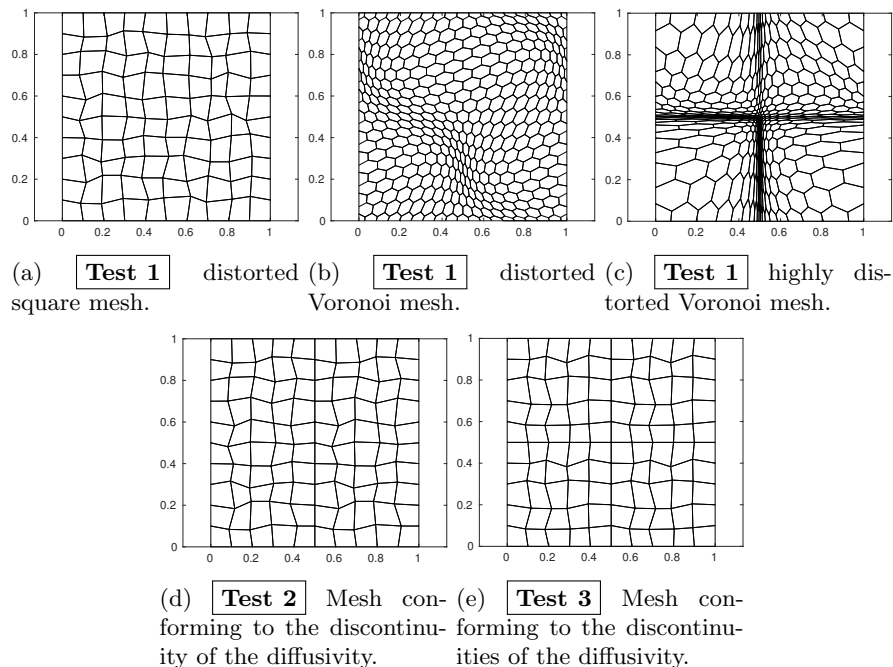 1
0.8
0.6
0.4
0.2
0
0 0.2 0.4 0.6 0.8 1
1
0.8
0.6
0.4
0.2
0
0 0.2 0.4 0.6 0.8 1
1
0.8
0.6
0.4
0.2
0
0 0.2 0.4 0.6 0.8 1
(a) Test 1 distorted
square mesh.
(b) Test 1 distorted
Voronoi mesh.
(c) Test 1 highly dis-
torted Voronoi mesh.
1
0.8
0.6
0.4
0.2
0
0 0.2 0.4 0.6 0.8 1
1
0.8
0.6
0.4
0.2
0
0 0.2 0.4 0.6 0.8 1
(d) Test 2 Mesh con-
forming to the discontinu-
ity of the diffusivity.
(e) Test 3 Mesh con-
forming to the discontinu-
ities of the diffusivity.